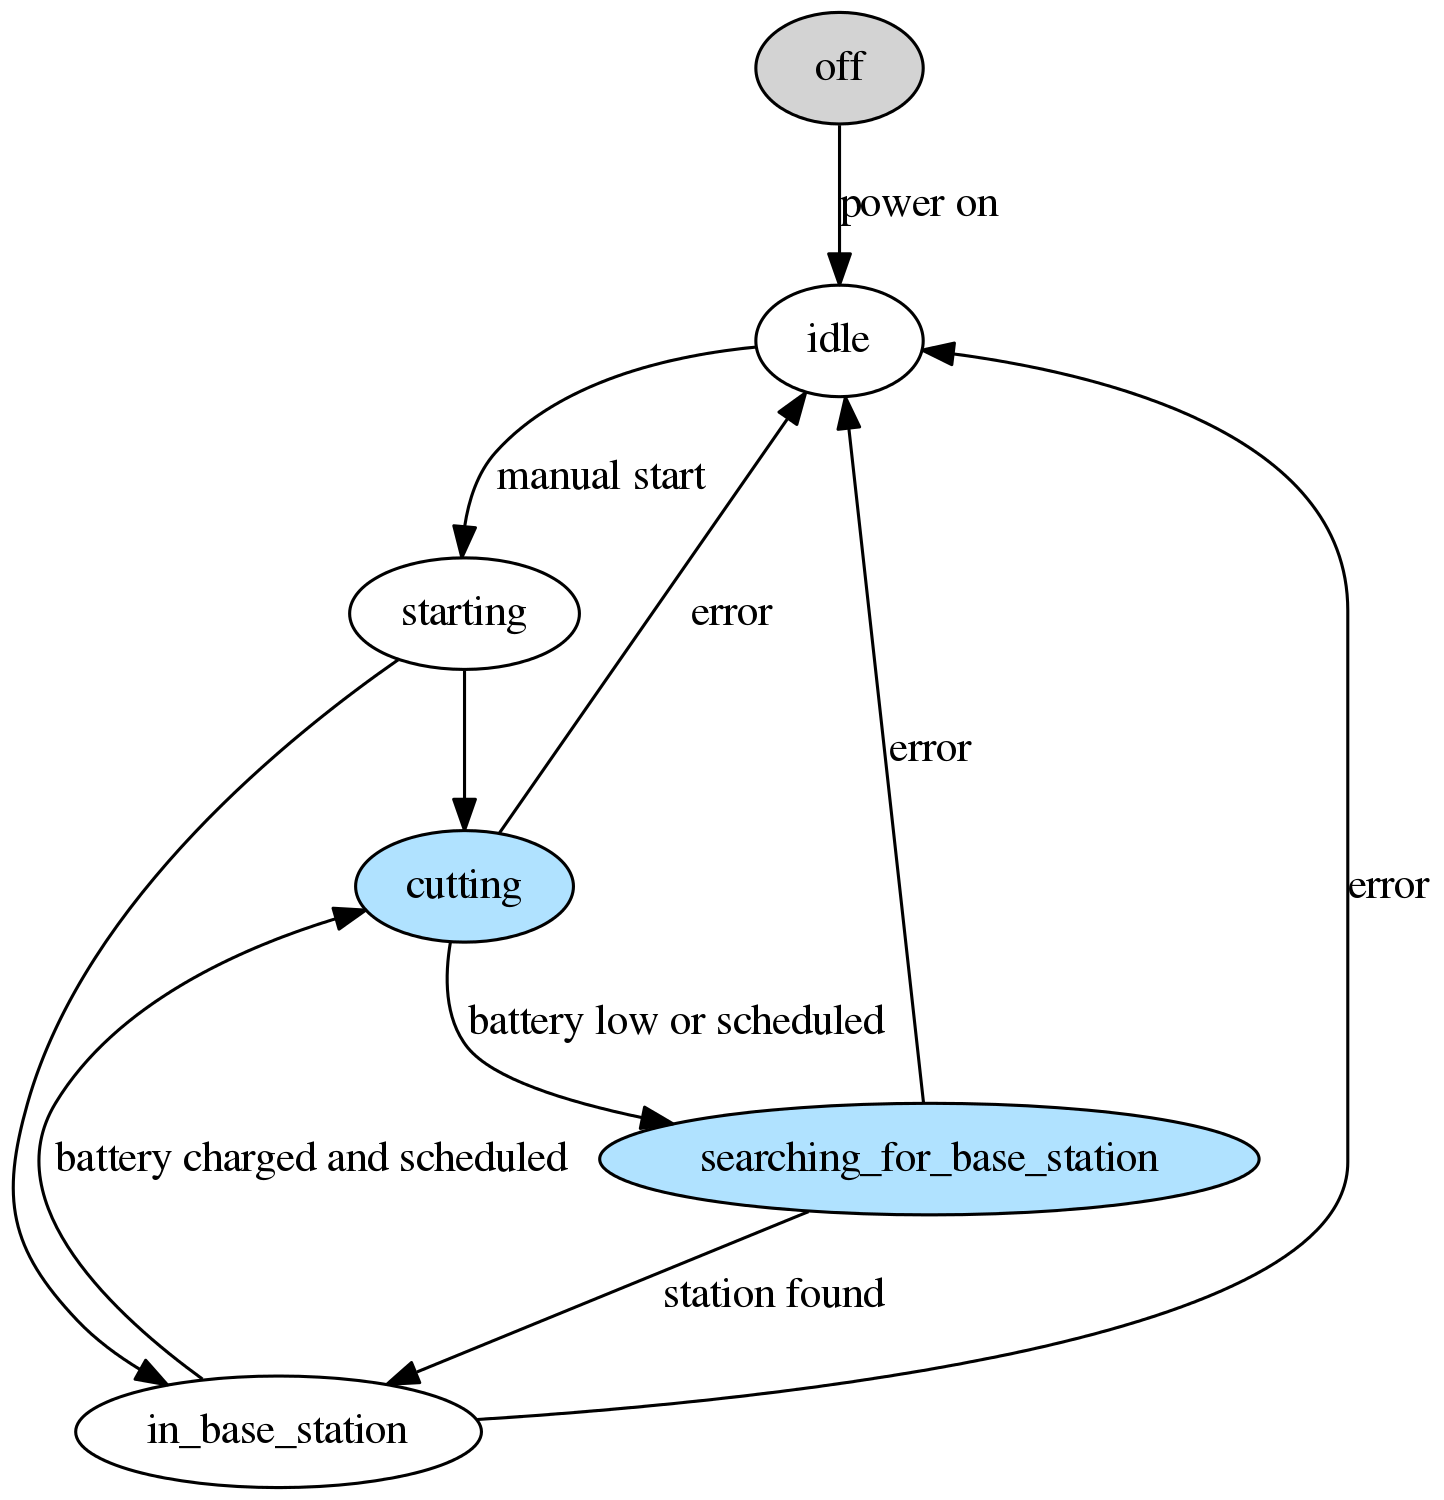 off
power on
idle
manual start
starting
error
error
cutting
error
battery low or scheduled
battery charged and scheduled
searching_for_base_station
station found
in_base_station